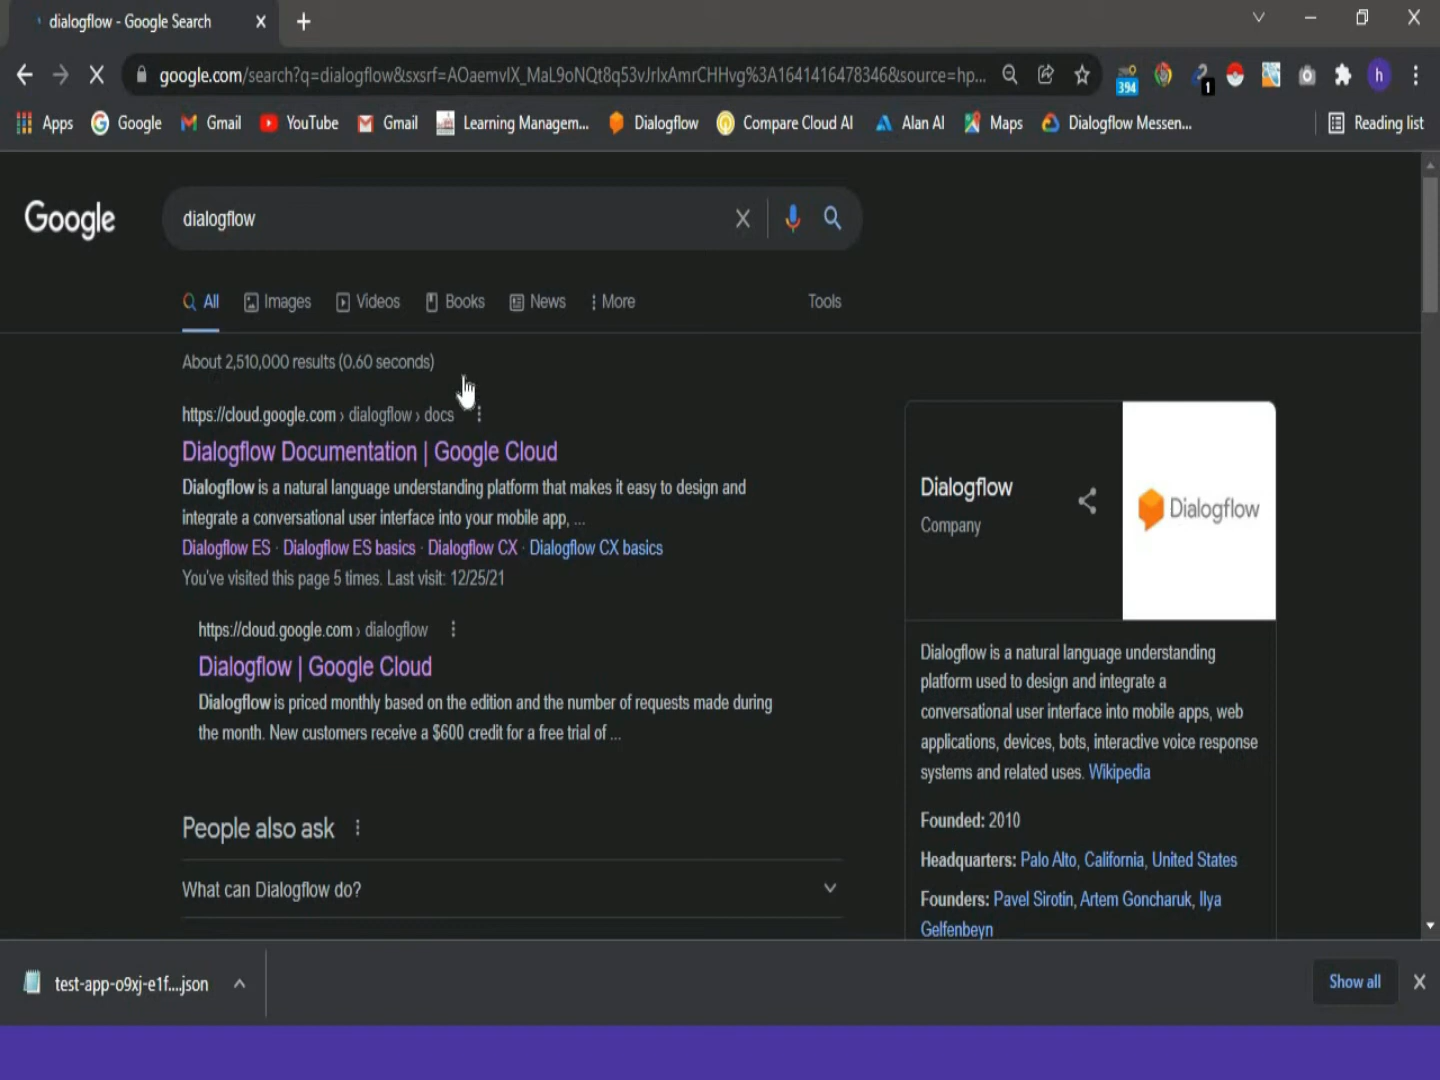 dialogflow - Google Search
google.com/search?q=dialogflow&sxsrf=AOaemvIX_MaL9oNQt8q53vJrIxAmrCHHvg%3A1641416478346&source=hp...
394
1
h
Apps Google Gmail YouTube Gmail Learning Managem... Dialogflow Compare Cloud AI Alan AI Maps Dialogflow Messen... Reading list
Google
dialogflow
All Images Videos Books News More Tools
About 2,510,000 results (0.60 seconds)
https://cloud.google.com › dialogflow › docs
Dialogflow Documentation | Google Cloud
Dialogflow is a natural language understanding platform that makes it easy to design and
integrate a conversational user interface into your mobile app, ...
Dialogflow ES · Dialogflow ES basics · Dialogflow CX · Dialogflow CX basics
You've visited this page 5 times. Last visit: 12/25/21
https://cloud.google.com › dialogflow
Dialogflow | Google Cloud
Dialogflow is priced monthly based on the edition and the number of requests made during
the month. New customers receive a $600 credit for a free trial of ...
People also ask
What can Dialogflow do?
Dialogflow
Company
Dialogflow
Dialogflow is a natural language understanding
platform used to design and integrate a
conversational user interface into mobile apps, web
applications, devices, bots, interactive voice response
systems and related uses. Wikipedia
Founded: 2010
Headquarters: Palo Alto, California, United States
Founders: Pavel Sirotin, Artem Goncharuk, Ilya
Gelfenbeyn
test-app-o9xj-e1f....json
Show all